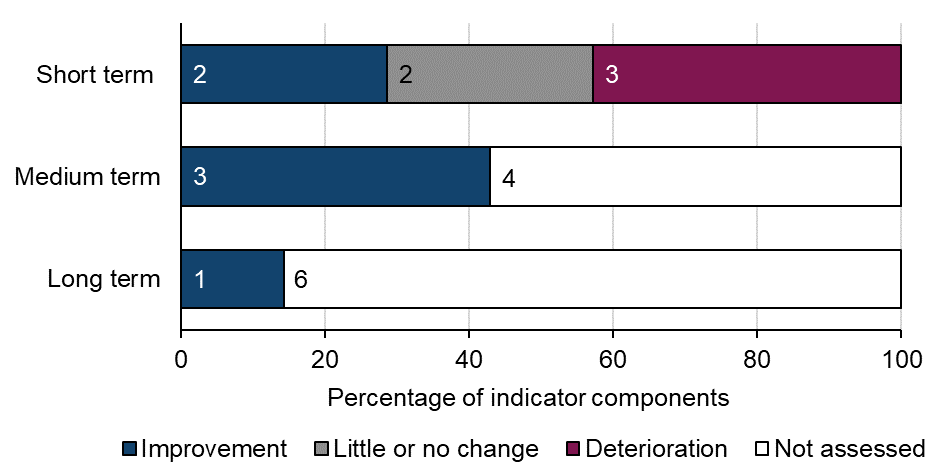 Short term 2 2 3
Medium term 3 4
Long term 1 6
0 20 40 60 80 100
Percentage of indicator components
Improvement Little or no change Deterioration Not assessed